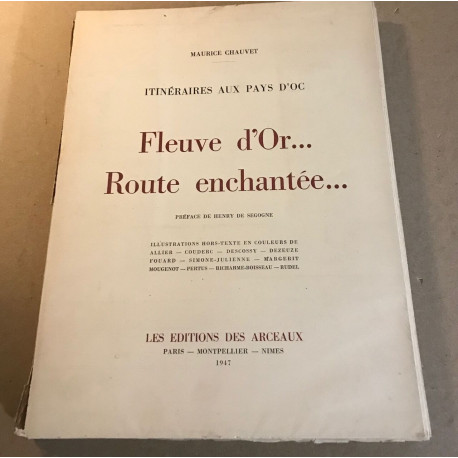 MAURICE CHAUVET
ITINÉRAIRES AUX PAYS D'OC
Fleuve d'Or...
Route enchantée...
PRÉFACE DE HENRY DE SEGOGNE
ILLUSTRATIONS HORS-TEXTE EN COULEURS DE
ALLIER — COUDERC — DESCOSSY — DEZEUZE
FOUARD — SIMONE-JULIENNE — MARGERIT
MOUGENOT — PERTUS — RICHARME-BOISSEAU — RUDEL
LES EDITIONS DES ARCEAUX
PARIS — MONTPELLIER — NIMES
1947